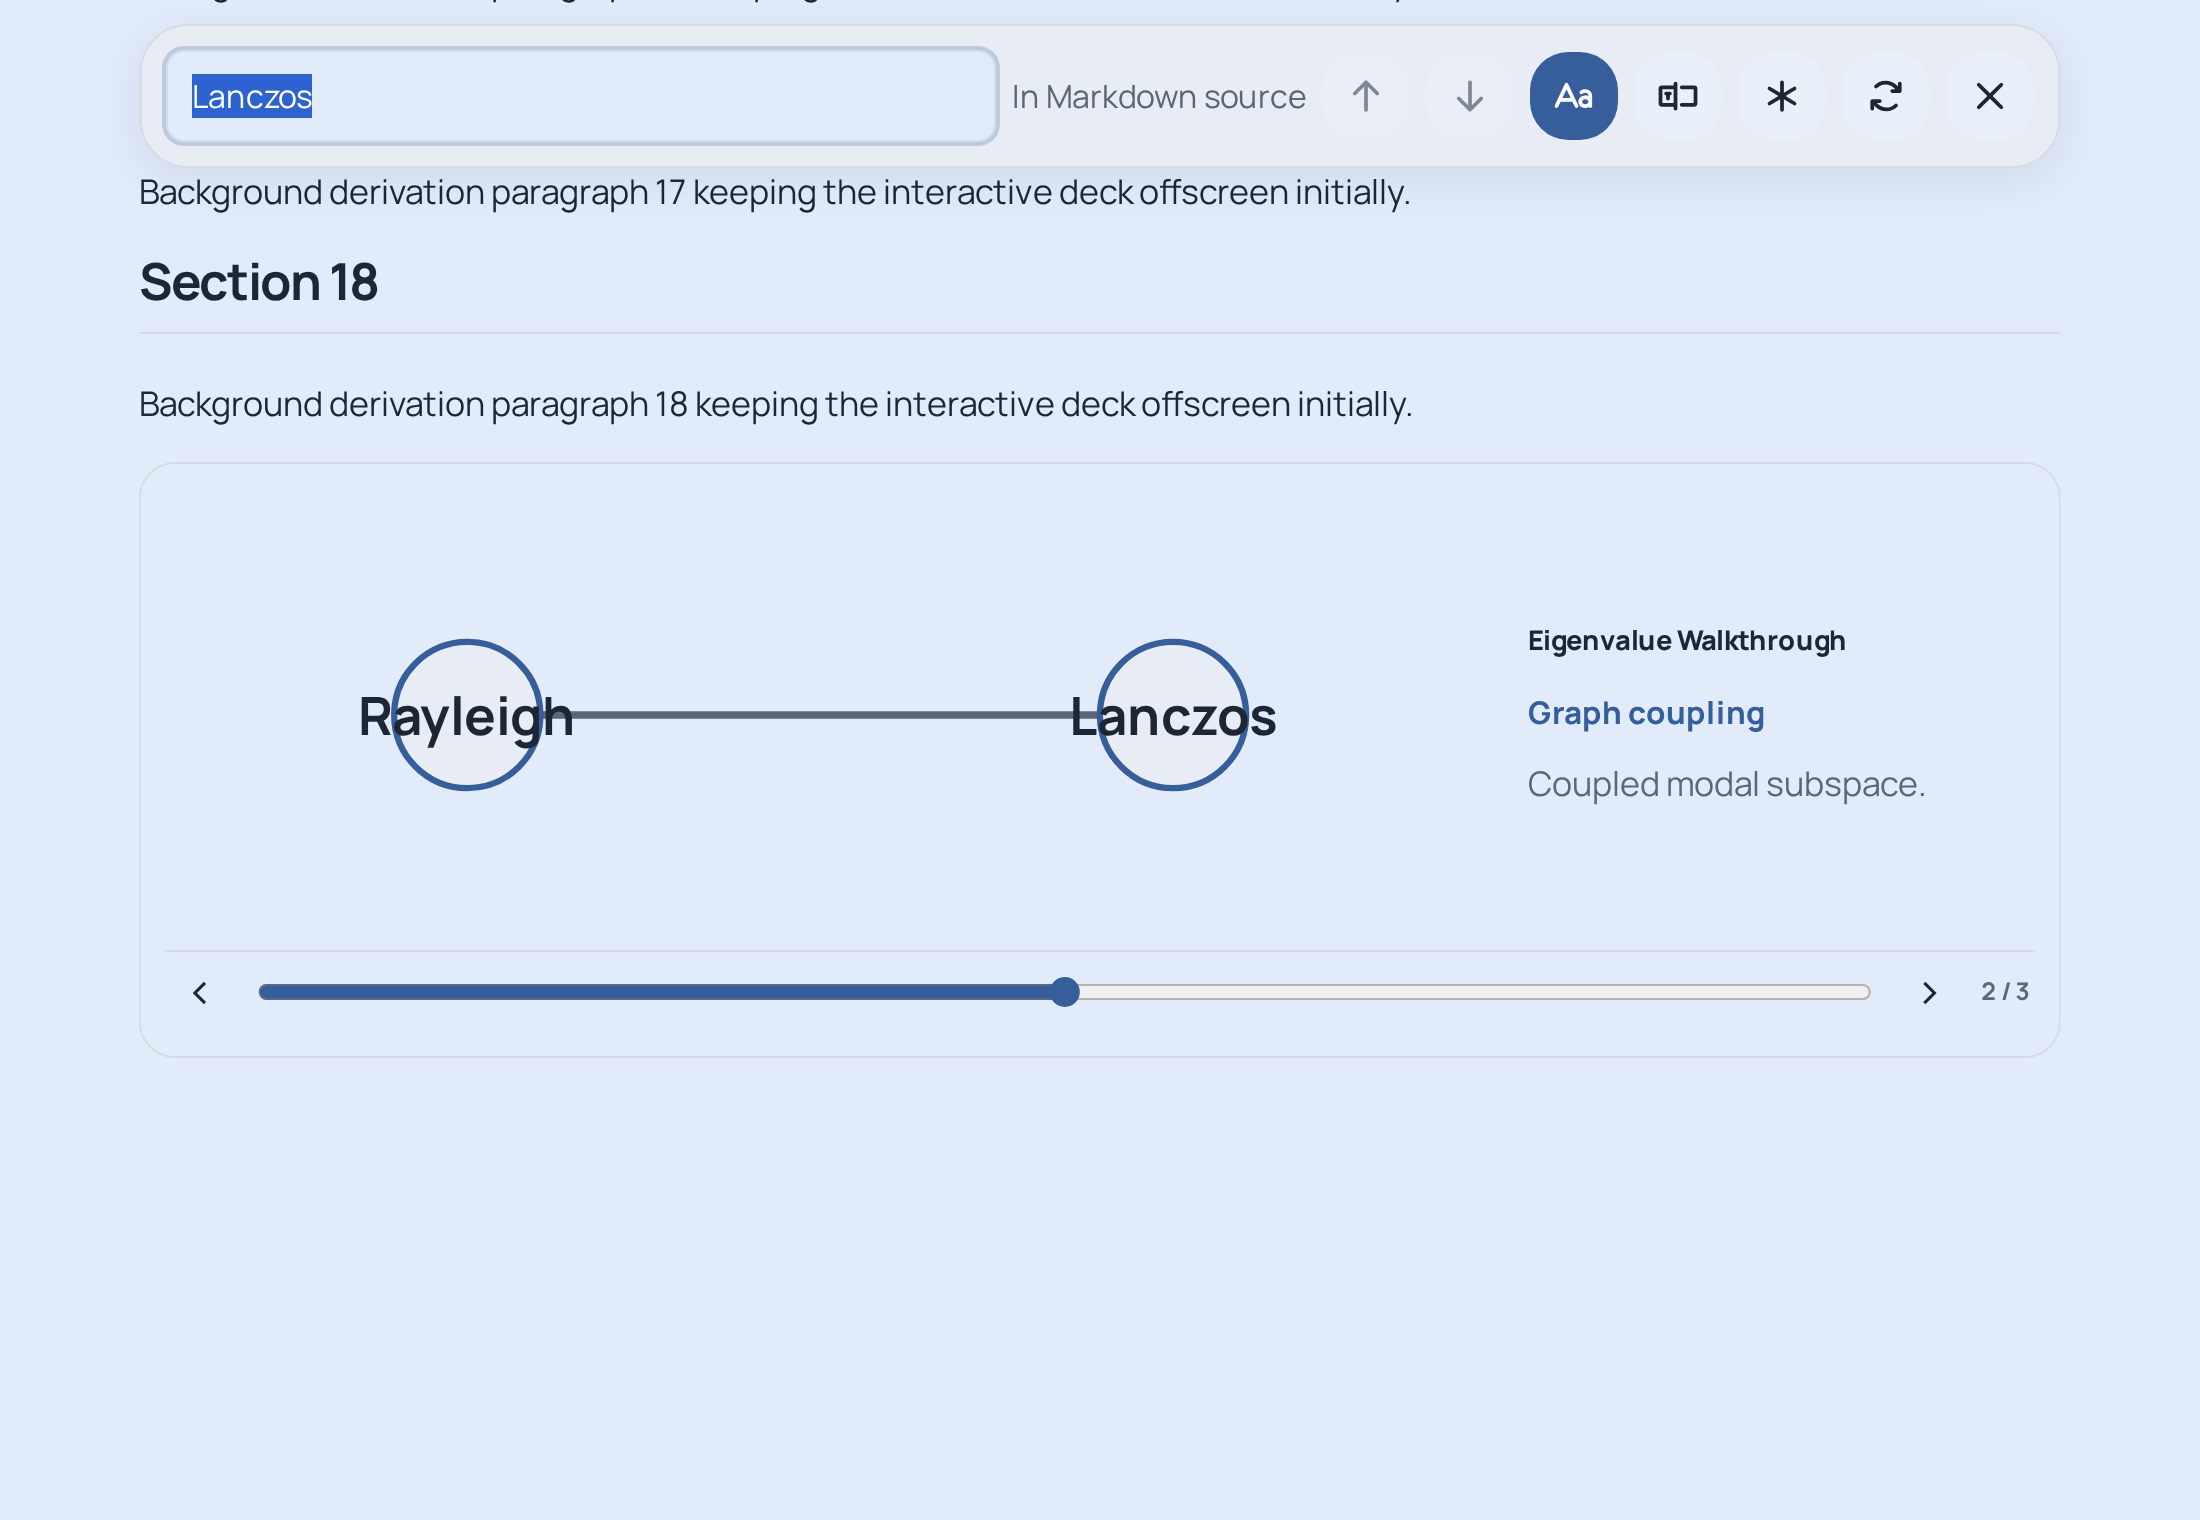 Lanczos
In Markdown source
Aa
Background derivation paragraph 17 keeping the interactive deck offscreen initially.
Section 18
Background derivation paragraph 18 keeping the interactive deck offscreen initially.
Rayleigh
Lanczos
Eigenvalue Walkthrough
Graph coupling
Coupled modal subspace.
2 / 3